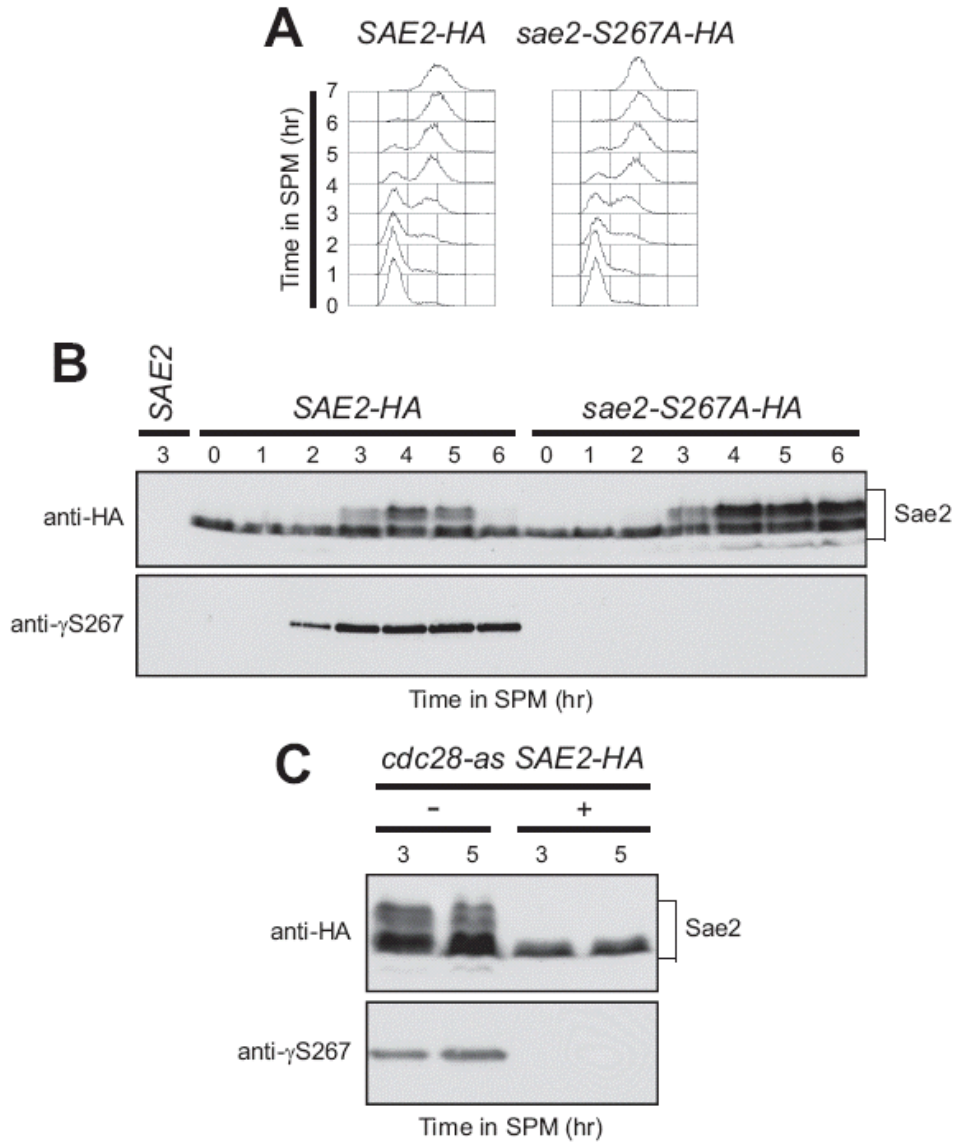 A
SAE2-HA sae2-S267A-HA
Time in SPM (hr)
7
6
5
4
3
2
1
0
B
SAE2
SAE2-HA sae2-S267A-HA
3 0 1 2 3 4 5 6 0 1 2 3 4 5 6
anti-HA Sae2
anti-γS267
Time in SPM (hr)
C
cdc28-as SAE2-HA
- +
3 5 3 5
anti-HA Sae2
anti-γS267
Time in SPM (hr)